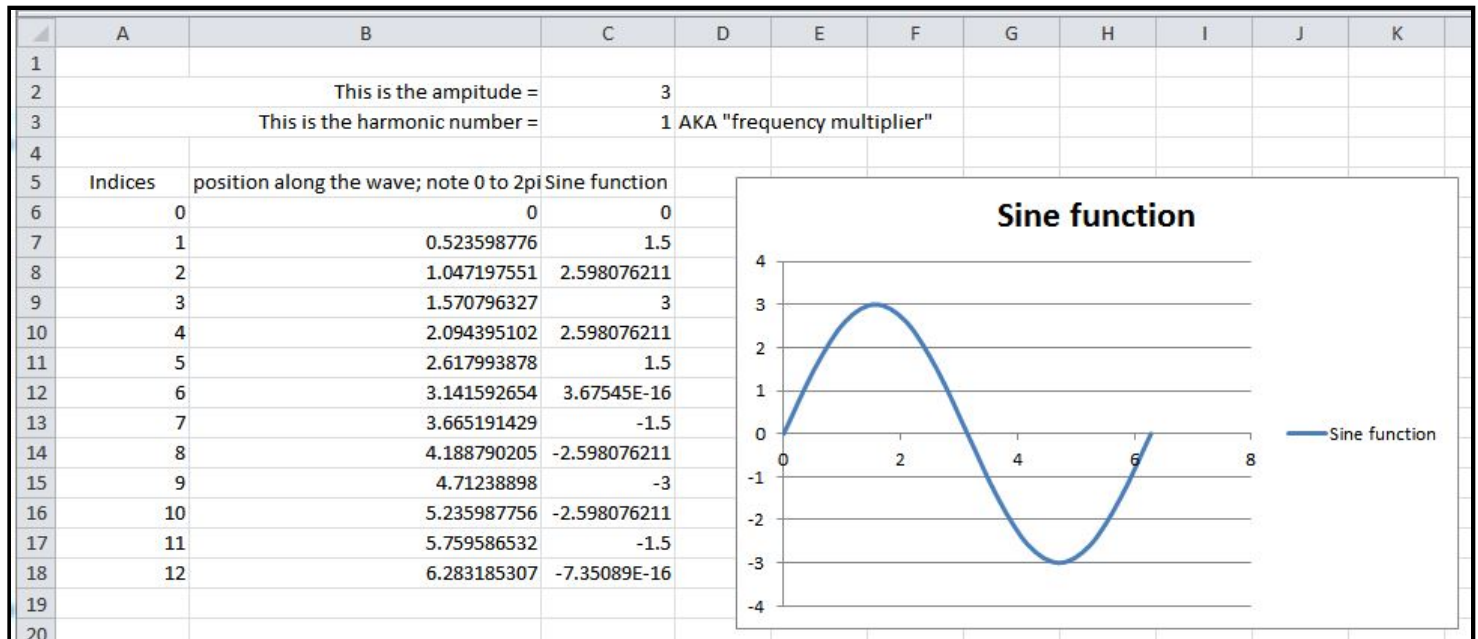 A B C D E F G H I J K
1
2 This is the ampitude = 3
3 This is the harmonic number = 1 AKA "frequency multiplier"
4
5 Indices position along the wave; note 0 to 2pi Sine function
6 0 0 0
7 1 0.523598776 1.5
8 2 1.047197551 2.598076211
9 3 1.570796327 3
10 4 2.094395102 2.598076211
11 5 2.617993878 1.5
12 6 3.141592654 3.67545E-16
13 7 3.665191429 -1.5
14 8 4.188790205 -2.598076211
15 9 4.71238898 -3
16 10 5.235987756 -2.598076211
17 11 5.759586532 -1.5
18 12 6.283185307 -7.35089E-16
19
20
Sine function
4
3
2
1
0
-1
-2
-3
-4
0 2 4 6 8
Sine function